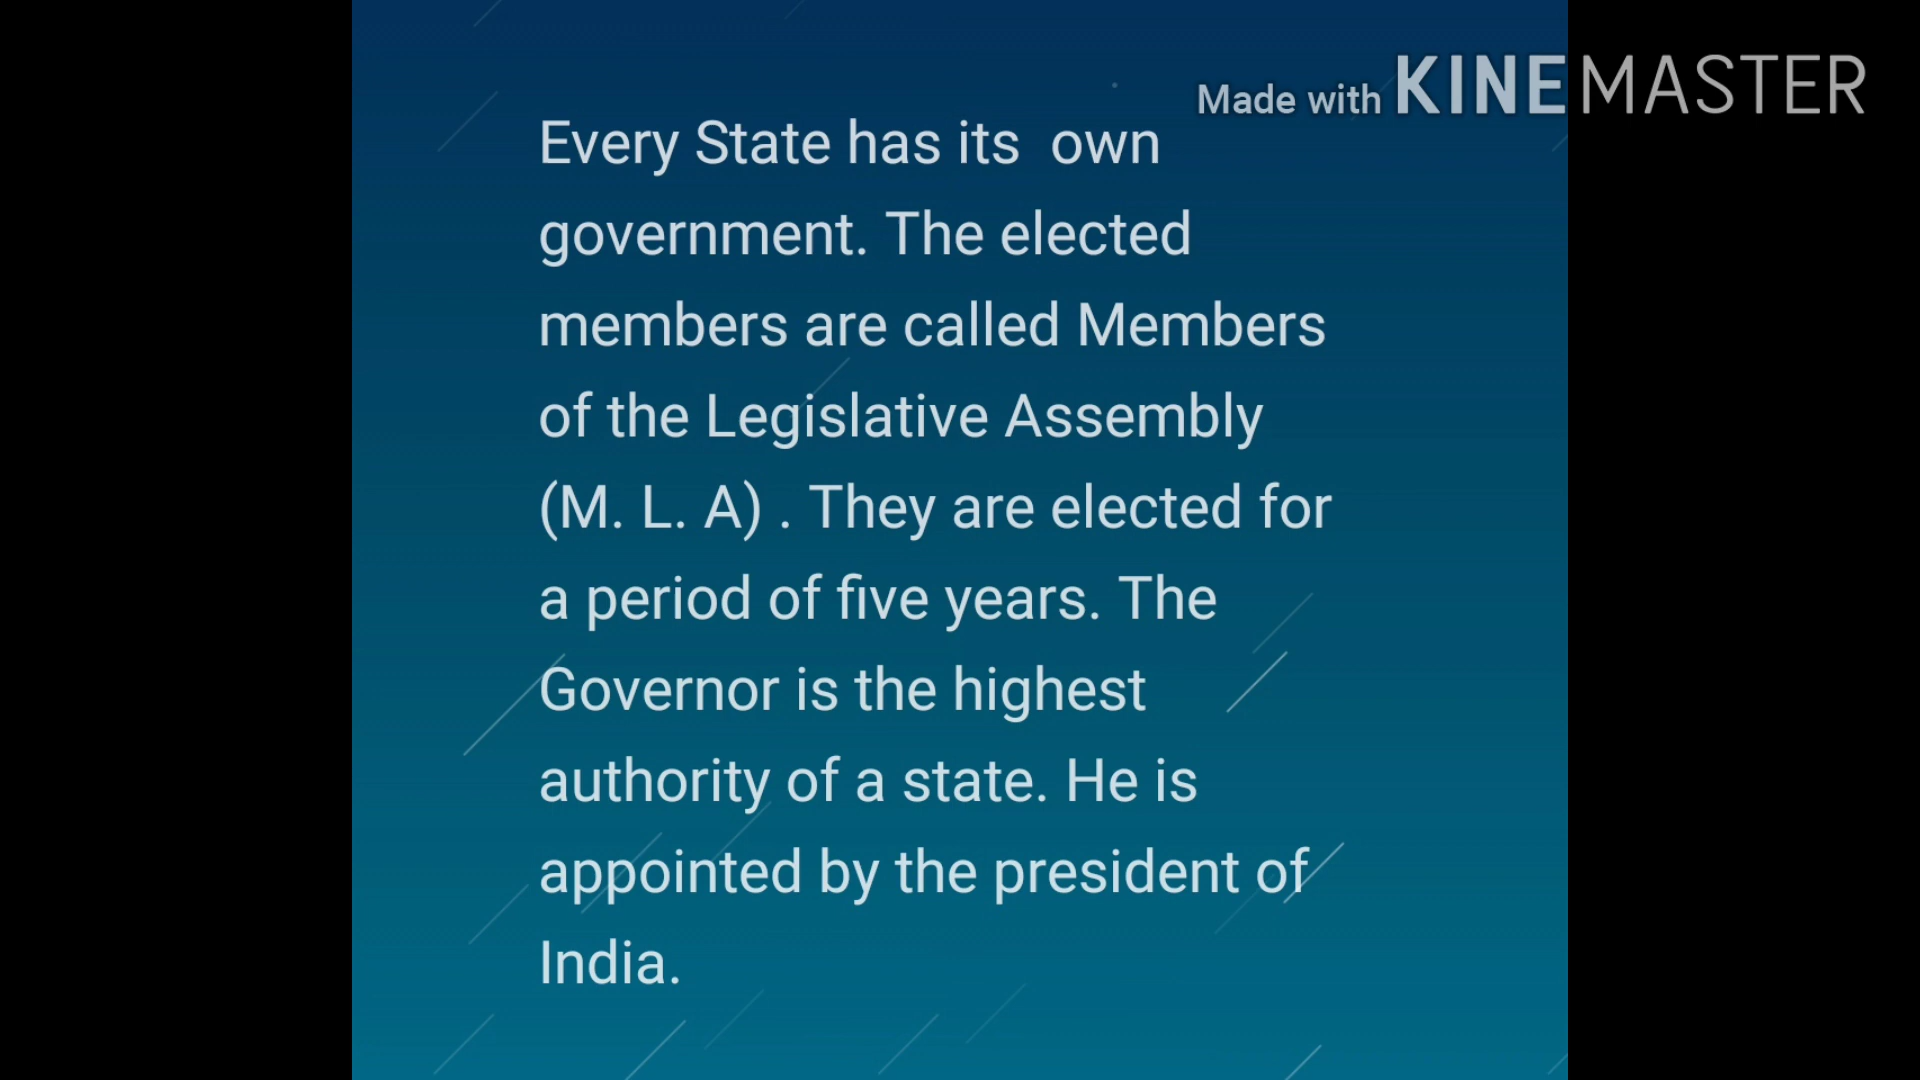 Made with KINEMASTER
Every State has its  own
government. The elected
members are called Members
of the Legislative Assembly
(M. L. A) . They are elected for
a period of five years. The
Governor is the highest
authority of a state. He is
appointed by the president of
India.